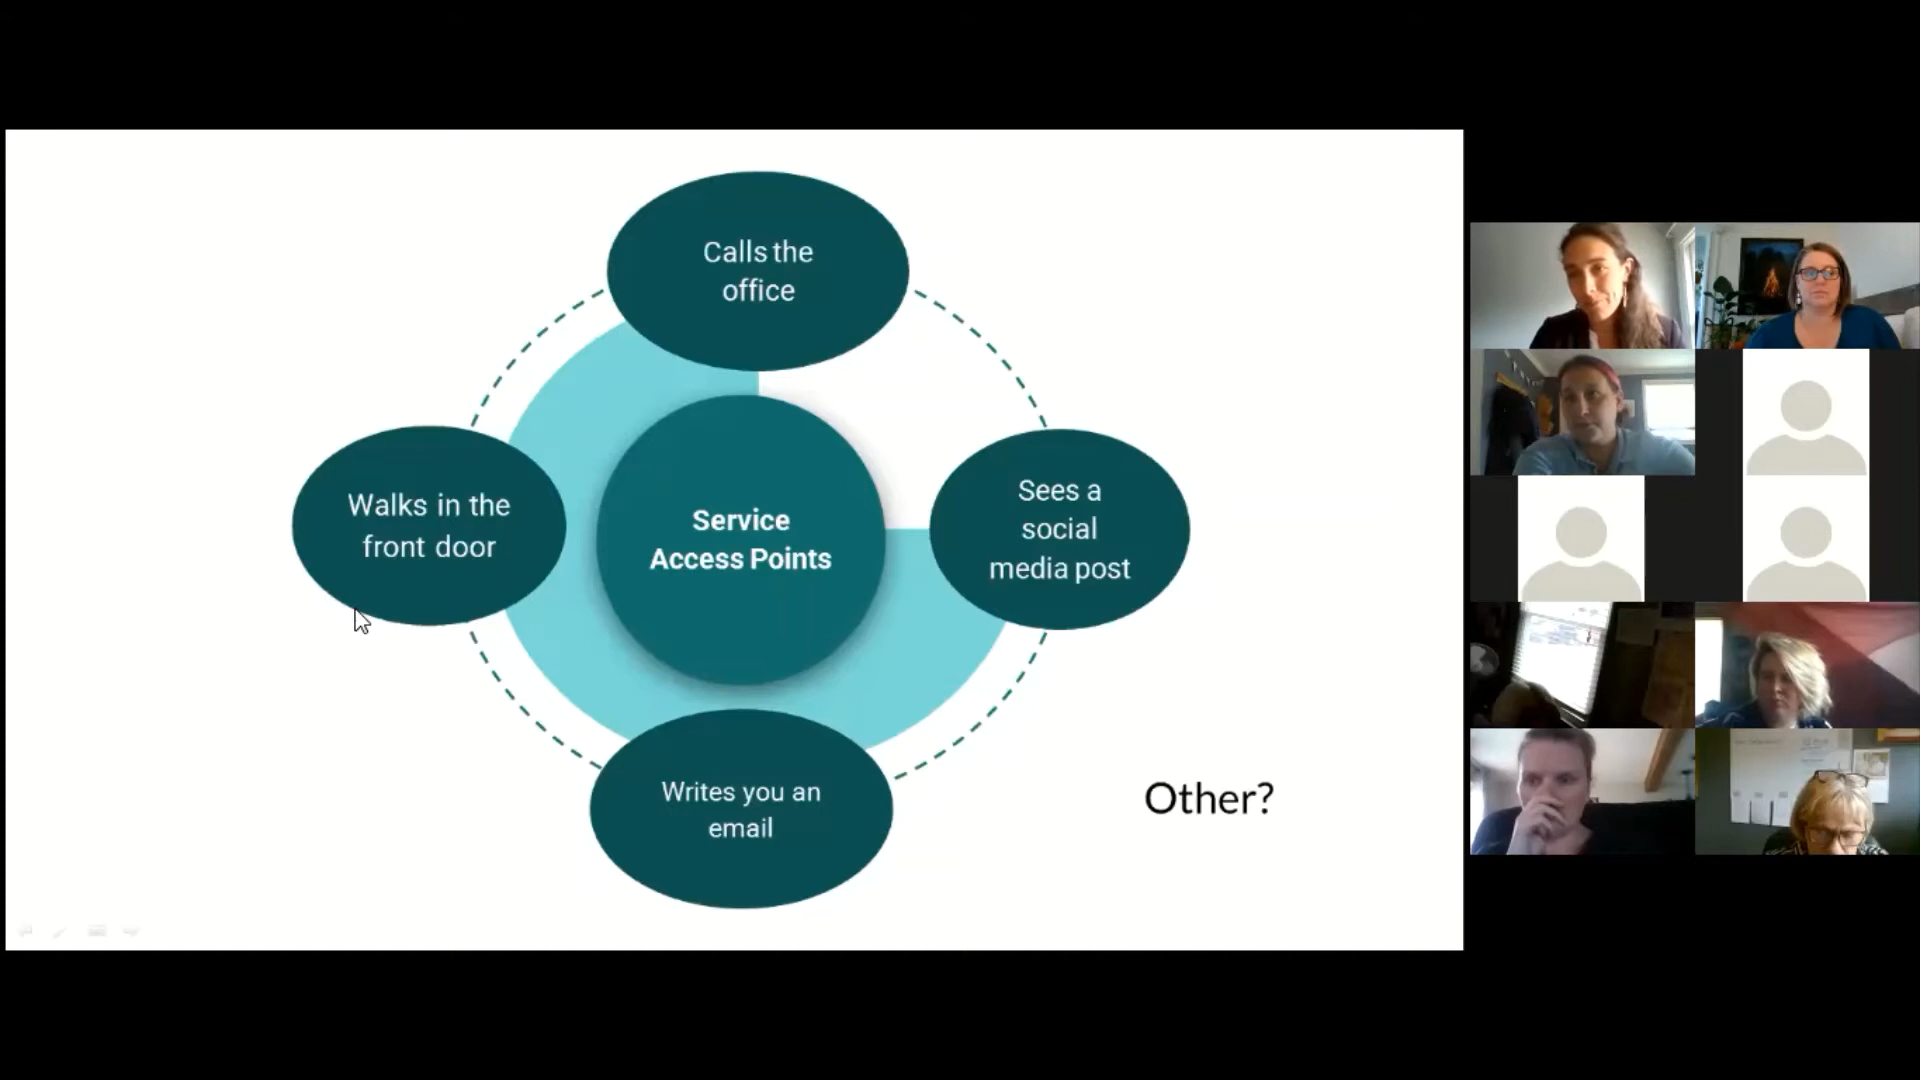 Calls the
office
Walks in the
front door
Service
Access Points
Sees a
social
media post
Writes you an
email
Other?